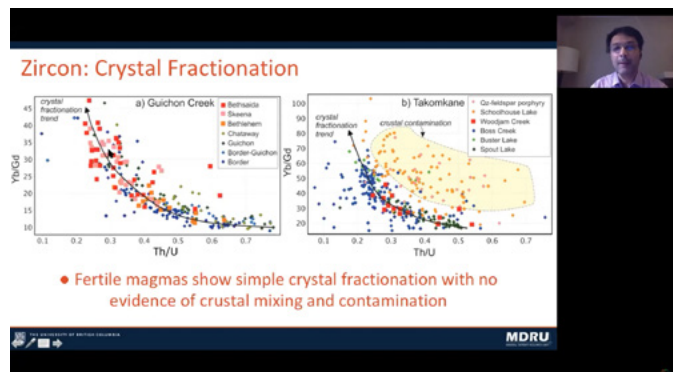 Zircon: Crystal Fractionation
crystal
fractionation
trend
a) Guichon Creek
Bethsaida
Skeena
Bethlehem
Chataway
Guichon
Border-Guichon
Border
Yb/Gd
45
40
35
30
25
20
15
10
0.1 0.2 0.3 0.4 0.5 0.6 0.7
Th/U
b) Takomkane
crystal
fractionation
trend
crustal contamination
Qz-feldspar porphyry
Schoolhouse Lake
Woodjam Creek
Boss Creek
Buster Lake
Spout Lake
Yb/Gd
100
90
80
70
60
50
40
30
20
0.1 0.2 0.3 0.4 0.5 0.6 0.7
Th/U
• Fertile magmas show simple crystal fractionation with no
evidence of crustal mixing and contamination
THE UNIVERSITY OF BRITISH COLUMBIA
MDRU